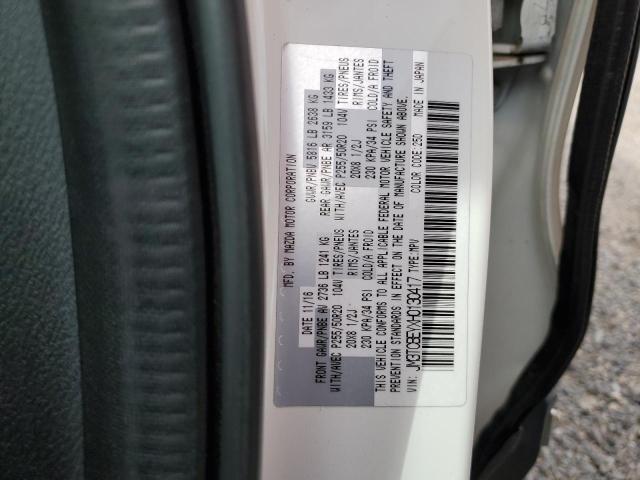 MFD. BY MAZDA MOTOR CORPORATION
DATE 11/16 GVWR/PNBV 5816 LB 2638 KG
FRONT GAWR/PNBE AV 2736 LB 1241 KG REAR GAWR/PNBE AR 3159 LB 1433 KG
WITH/AVEC P255/50R20 104V TIRES/PNEUS WITH/AVEC P255/50R20 104V TIRES/PNEUS
20X8 1/2J RIMS/JANTES 20X8 1/2J RIMS/JANTES
230 KPA/34 PSI COLD/A FROID 230 KPA/34 PSI COLD/A FROID
THIS VEHICLE CONFORMS TO ALL APPLICABLE FEDERAL MOTOR VEHICLE SAFETY AND THEFT
PREVENTION STANDARDS IN EFFECT ON THE DATE OF MANUFACTURE SHOWN ABOVE.
VIN: JM3TCBEYXH0130417 TYPE:MPV COLOR CODE:25D MADE IN JAPAN